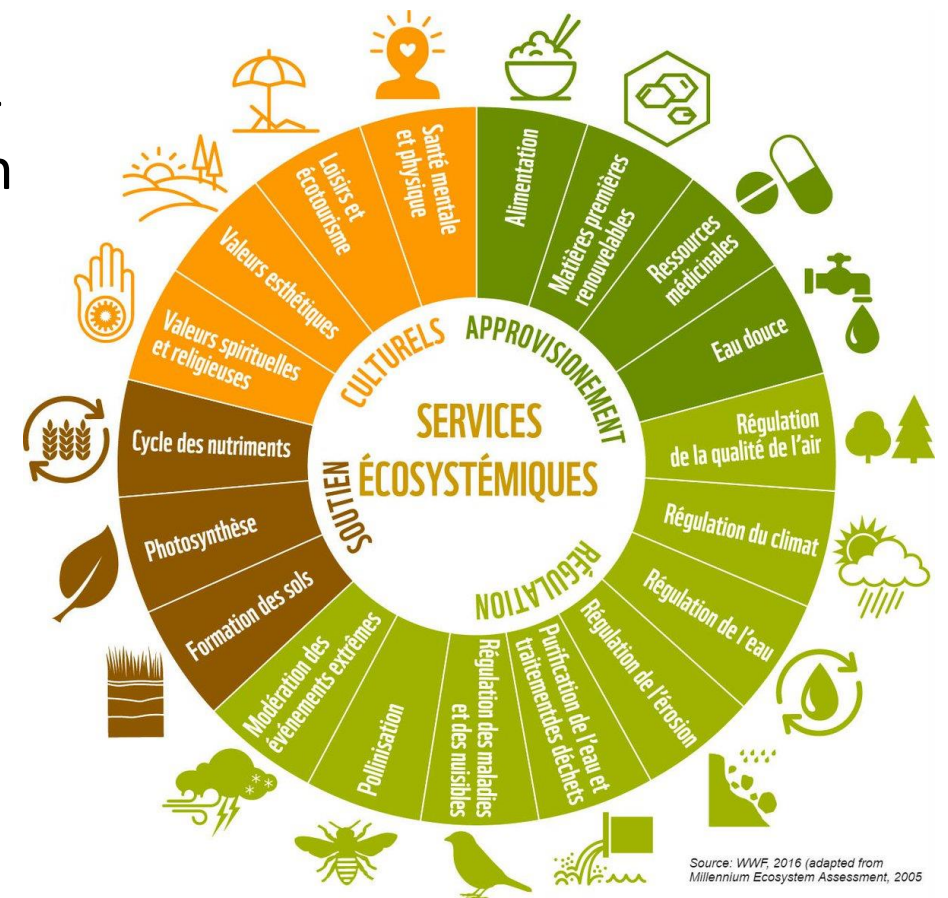 n
SERVICES
ÉCOSYSTÉMIQUES
APPROVISIONEMENT
Alimentation
Matières premières
renouvelables
Ressources
médicinales
Eau douce
RÉGULATION
Régulation
de la qualité de l'air
Régulation du climat
Régulation de l'eau
Régulation de l'érosion
Purification de l'eau et
traitementdes déchets
Régulation des maladies
et des nuisibles
Pollinisation
Modération des
événements extrêmes
SOUTIEN
Formation des sols
Photosynthèse
Cycle des nutriments
CULTURELS
Valeurs spirituelles
et religieuses
Valeurs esthétiques
Loisirs et
écotourisme
Santé mentale
et physique
Source: WWF, 2016 (adapted from
Millennium Ecosystem Assessment, 2005